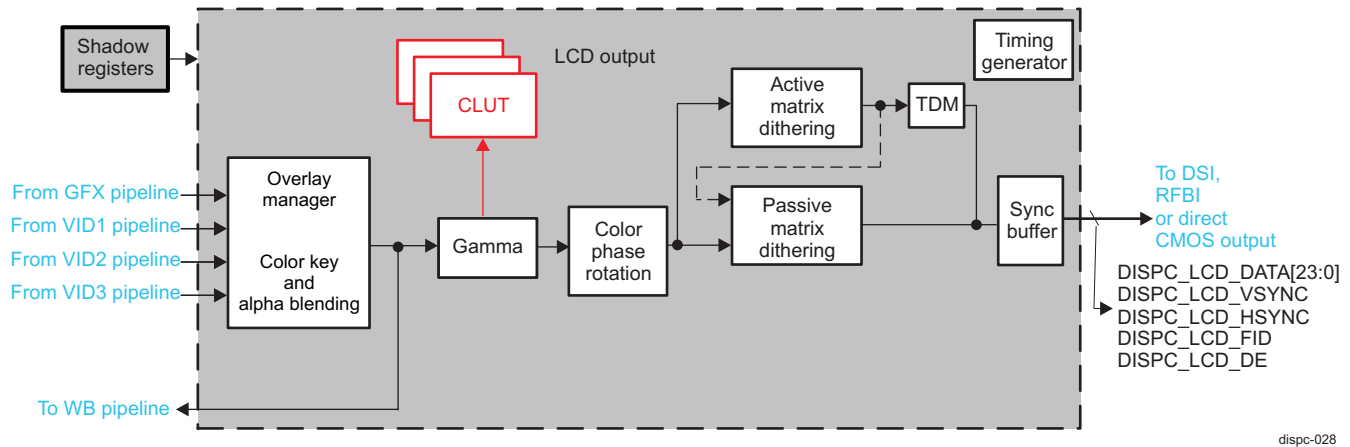 Shadow
registers
LCD output
Timing
generator
CLUT
Active
matrix
dithering
TDM
From GFX pipeline
From VID1 pipeline
From VID2 pipeline
From VID3 pipeline
Overlay
manager
Color key
and
alpha blending
Gamma
Color
phase
rotation
Passive
matrix
dithering
Sync
buffer
To DSI,
RFBI
or direct
CMOS output
DISPC_LCD_DATA[23:0]
DISPC_LCD_VSYNC
DISPC_LCD_HSYNC
DISPC_LCD_FID
DISPC_LCD_DE
To WB pipeline
dispc-028